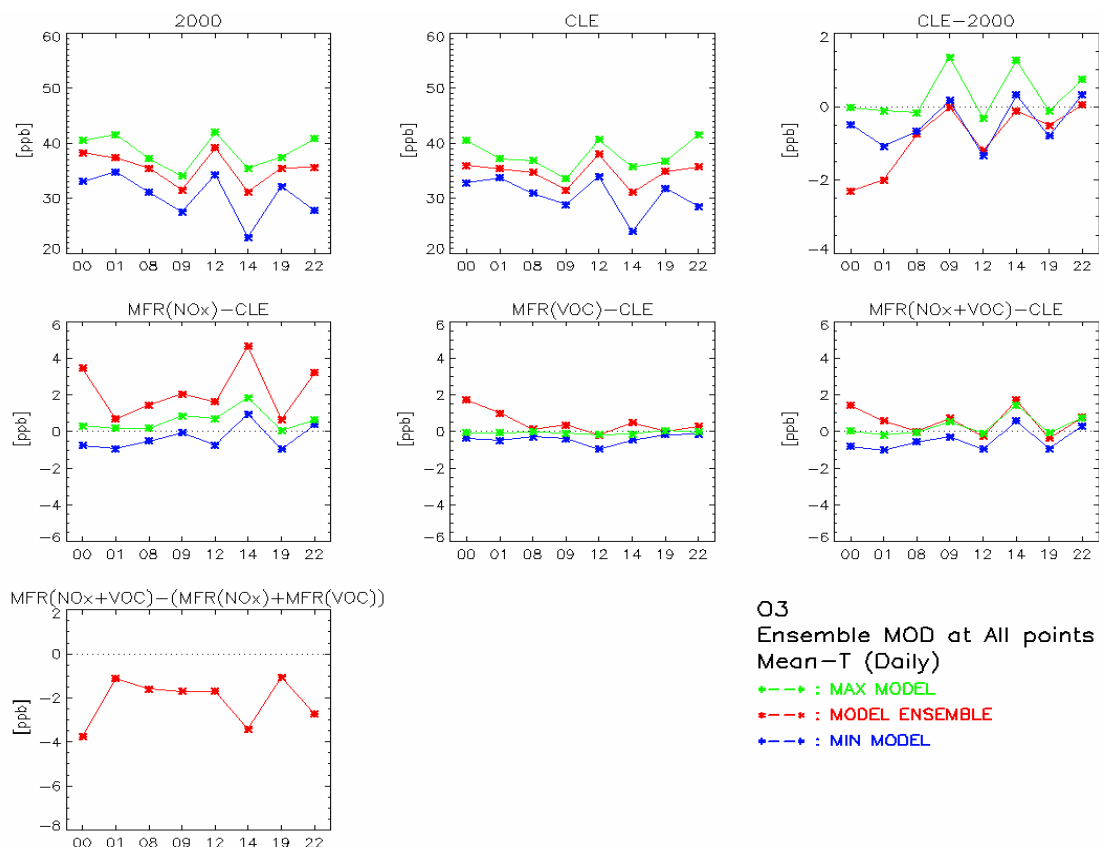 2000
CLE
CLE-2000
60
50
40
30
20
[ppb]
00 01 08 09 12 14 19 22
60
50
40
30
20
[ppb]
00 01 08 09 12 14 19 22
2
0
-2
-4
[ppb]
00 01 08 09 12 14 19 22
MFR(NOx)-CLE
MFR(VOC)-CLE
MFR(NOx+VOC)-CLE
6
4
2
0
-2
-4
-6
[ppb]
00 01 08 09 12 14 19 22
6
4
2
0
-2
-4
-6
[ppb]
00 01 08 09 12 14 19 22
6
4
2
0
-2
-4
-6
[ppb]
00 01 08 09 12 14 19 22
MFR(NOx+VOC)-(MFR(NOx)+MFR(VOC))
2
0
-2
-4
-6
-8
[ppb]
00 01 08 09 12 14 19 22
O3
Ensemble MOD at All points
Mean-T (Daily)
: MAX MODEL
: MODEL ENSEMBLE
: MIN MODEL